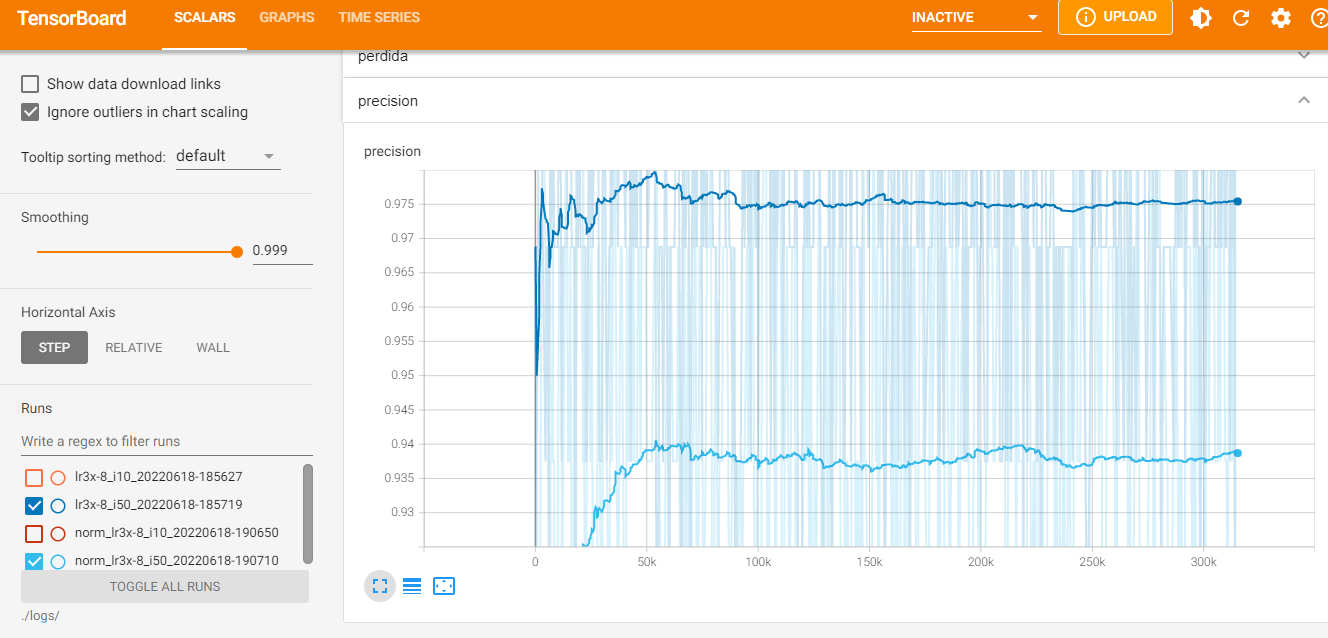 TensorBoard
SCALARS GRAPHS TIME SERIES
INACTIVE
UPLOAD
Show data download links
Ignore outliers in chart scaling
Tooltip sorting method: default
Smoothing
0.999
Horizontal Axis
STEP RELATIVE WALL
Runs
Write a regex to filter runs
lr3x-8_i10_20220618-185627
lr3x-8_i50_20220618-185719
norm_lr3x-8_i10_20220618-190650
norm_lr3x-8_i50_20220618-190710
TOGGLE ALL RUNS
./logs/
perdida
precision
precision
0.975
0.97
0.965
0.96
0.955
0.95
0.945
0.94
0.935
0.93
0 50k 100k 150k 200k 250k 300k